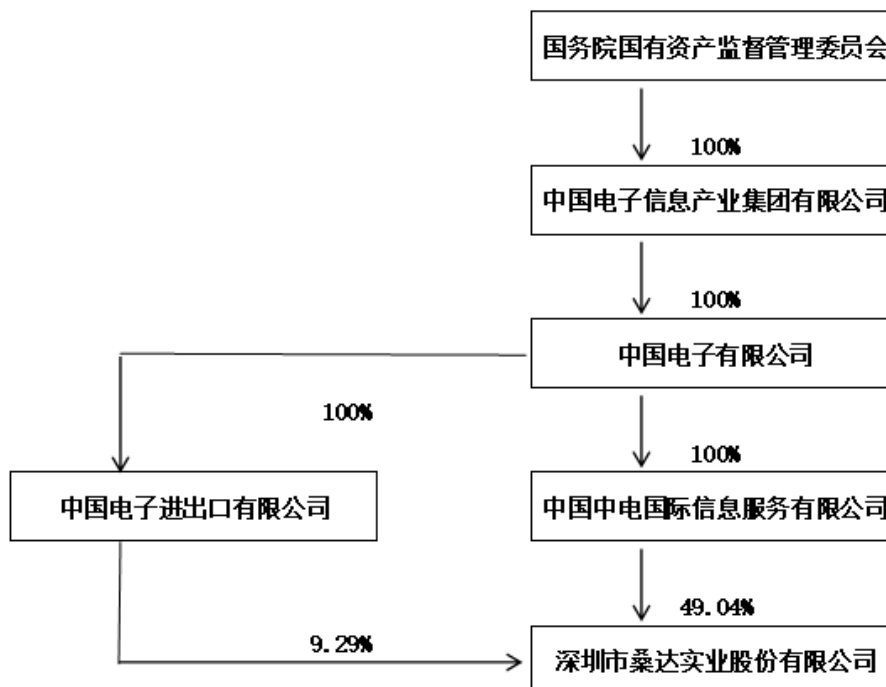 国务院国有资产监督管理委员会
100%
中国电子信息产业集团有限公司
100%
中国电子有限公司
100%
100%
中国电子进出口有限公司
中国中电国际信息服务有限公司
49.04%
9.29%
深圳市桑达实业股份有限公司